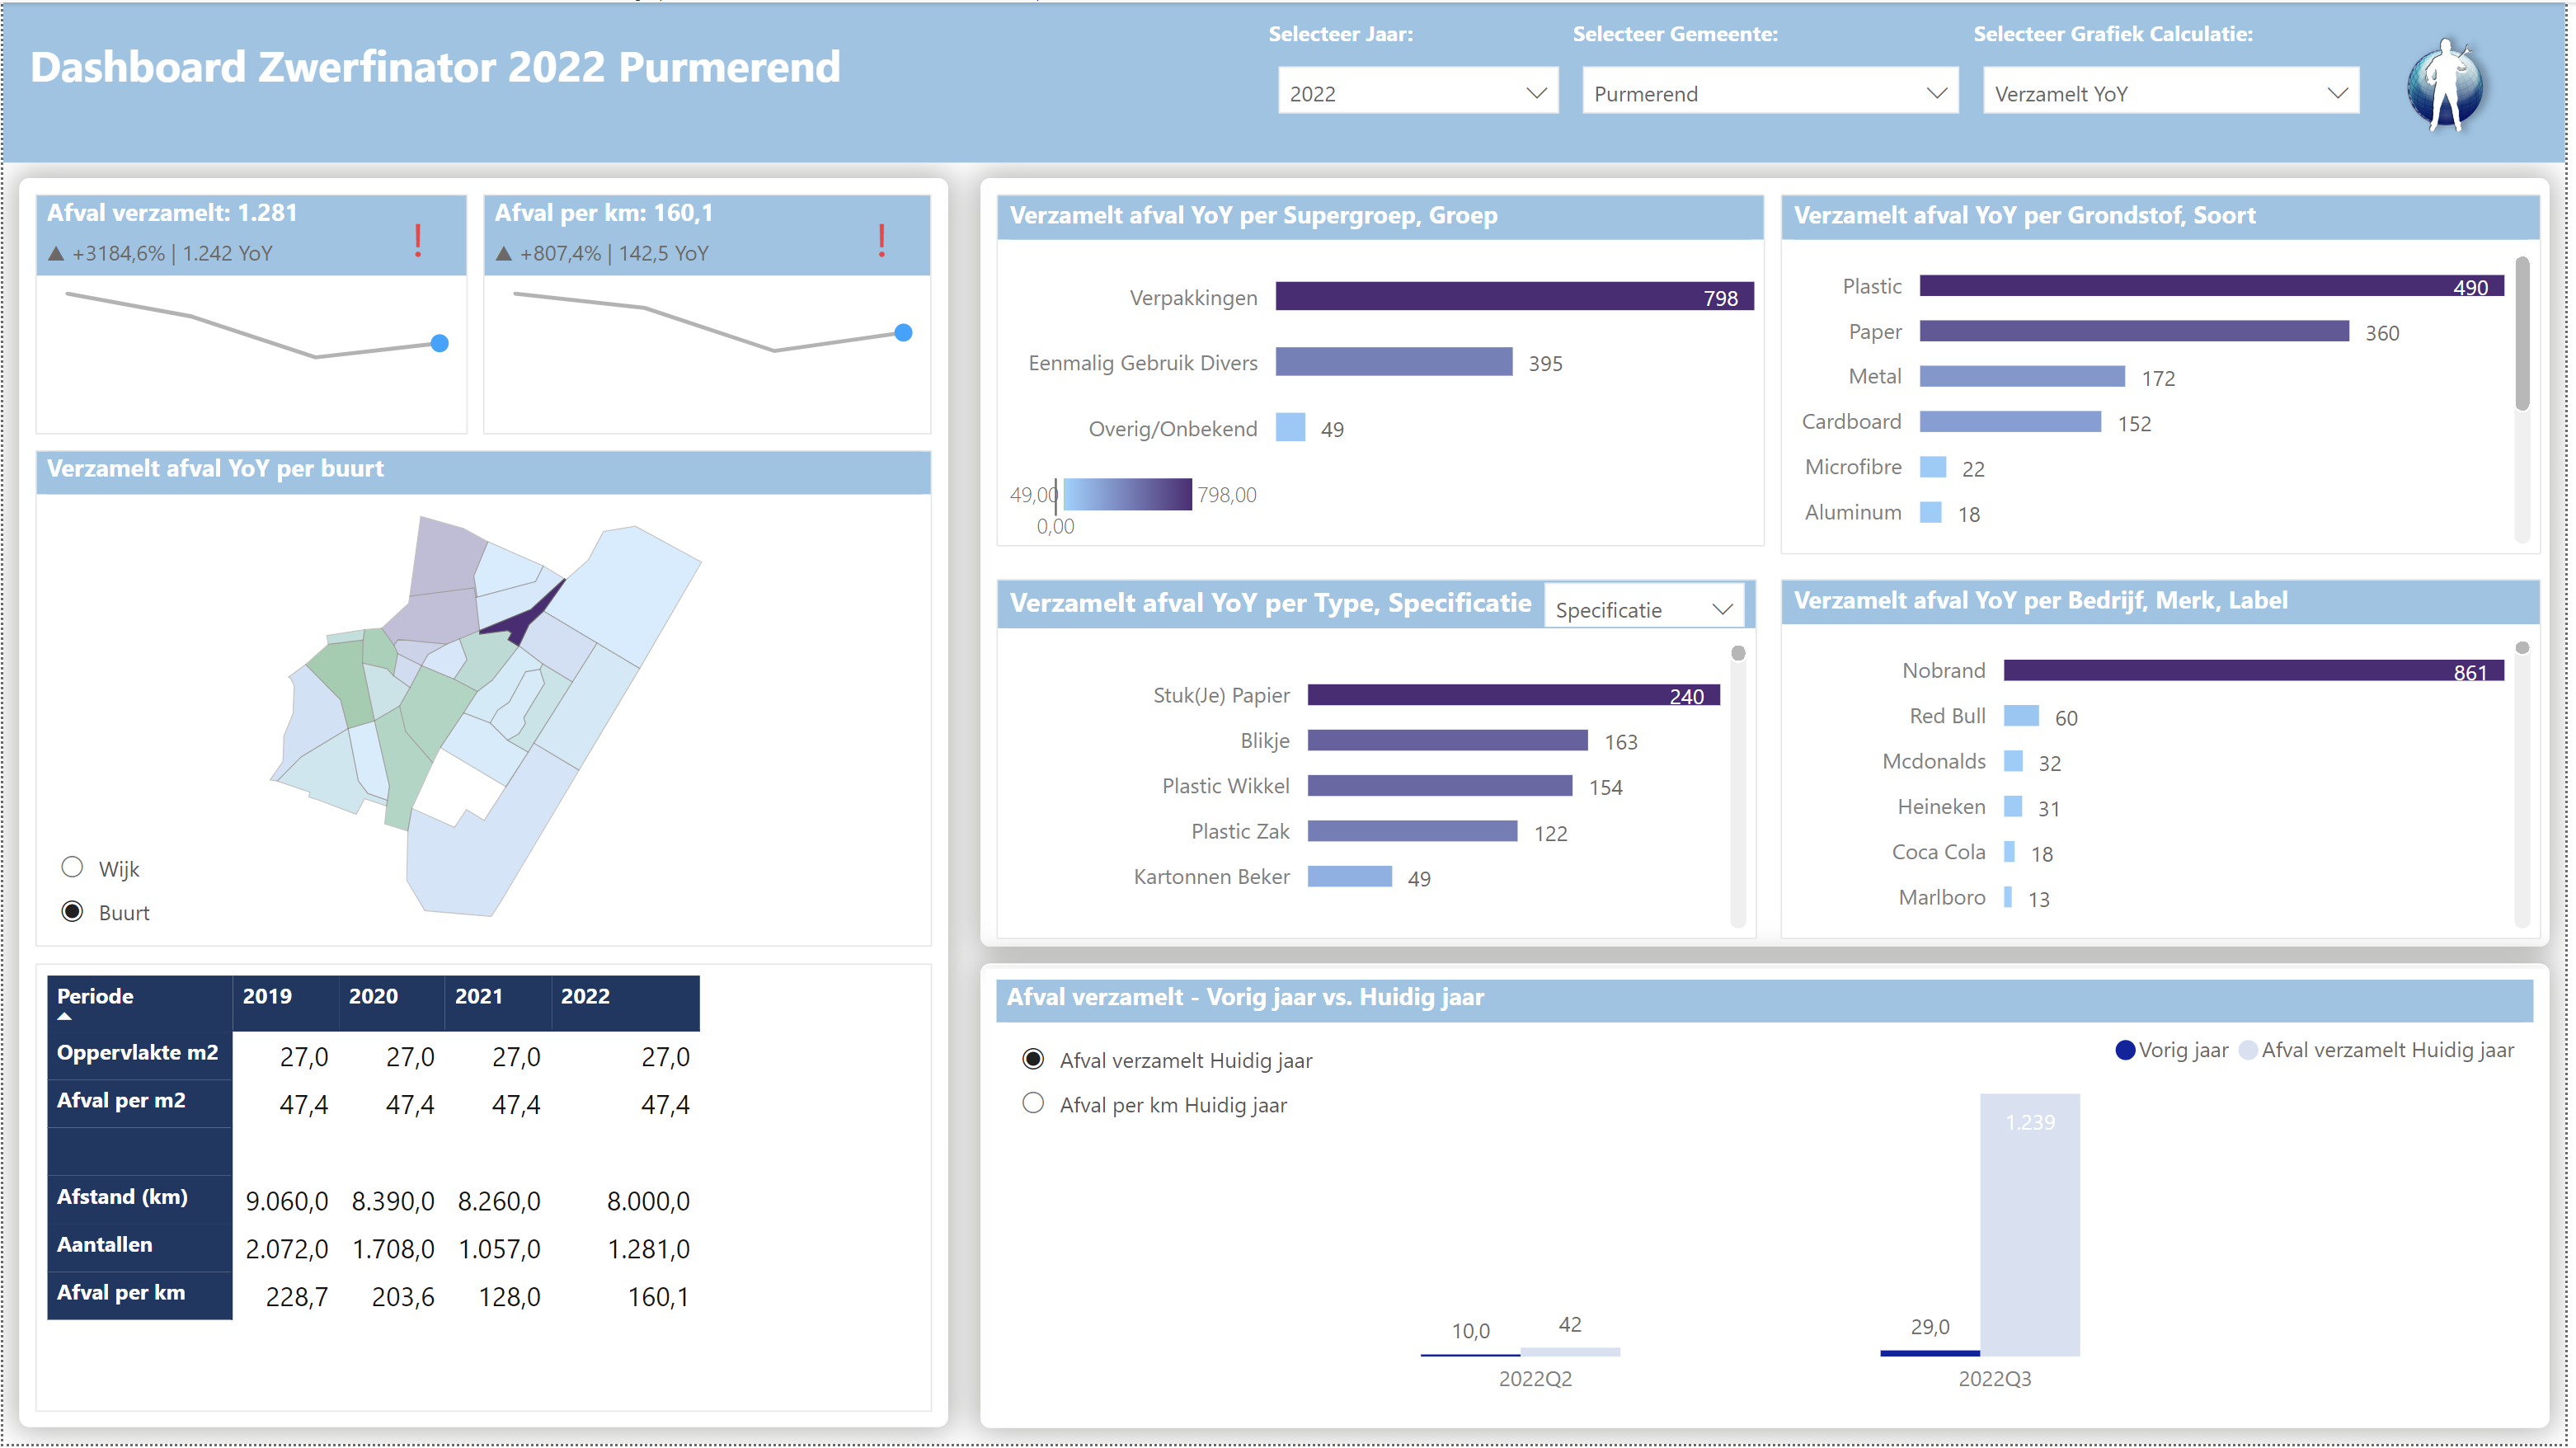 Dashboard Zwerfinator 2022 Purmerend
Selecteer Jaar:
2022
Selecteer Gemeente:
Purmerend
Selecteer Grafiek Calculatie:
Verzamelt YoY
Afval verzamelt: 1.281
▲ +3184,6% | 1.242 YoY
!
Afval per km: 160,1
▲ +807,4% | 142,5 YoY
!
Verzamelt afval YoY per buurt
Wijk
Buurt
Periode 2019 2020 2021 2022
Oppervlakte m2 27,0 27,0 27,0 27,0
Afval per m2 47,4 47,4 47,4 47,4
Afstand (km) 9.060,0 8.390,0 8.260,0 8.000,0
Aantallen 2.072,0 1.708,0 1.057,0 1.281,0
Afval per km 228,7 203,6 128,0 160,1
Verzamelt afval YoY per Supergroep, Groep
Verpakkingen 798
Eenmalig Gebruik Divers 395
Overig/Onbekend 49
49,00 798,00
0,00
Verzamelt afval YoY per Grondstof, Soort
Plastic 490
Paper 360
Metal 172
Cardboard 152
Microfibre 22
Aluminum 18
Verzamelt afval YoY per Type, Specificatie
Specificatie
Stuk(Je) Papier 240
Blikje 163
Plastic Wikkel 154
Plastic Zak 122
Kartonnen Beker 49
Verzamelt afval YoY per Bedrijf, Merk, Label
Nobrand 861
Red Bull 60
Mcdonalds 32
Heineken 31
Coca Cola 18
Marlboro 13
Afval verzamelt - Vorig jaar vs. Huidig jaar
Afval verzamelt Huidig jaar
Afval per km Huidig jaar
Vorig jaar Afval verzamelt Huidig jaar
10,0 42
29,0 1.239
2022Q2 2022Q3